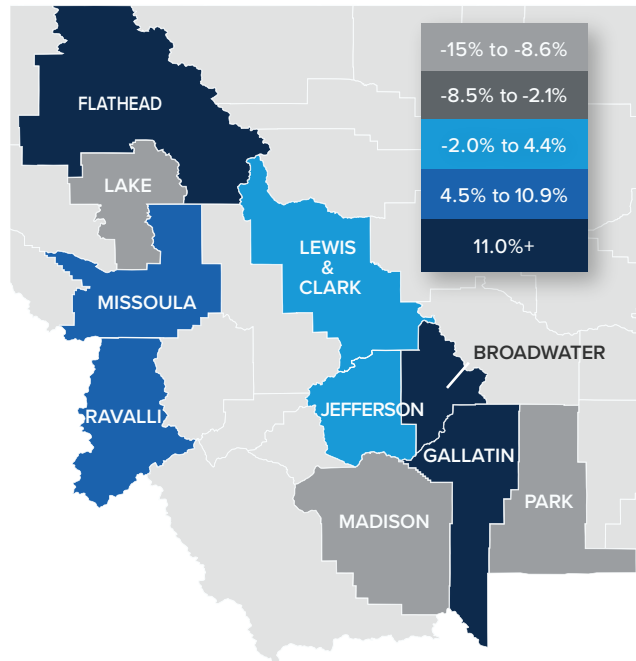 -15% to -8.6%
-8.5% to -2.1%
-2.0% to 4.4%
4.5% to 10.9%
11.0%+
FLATHEAD
LAKE
LEWIS
&
CLARK
MISSOULA
BROADWATER
RAVALLI
JEFFERSON
GALLATIN
PARK
MADISON